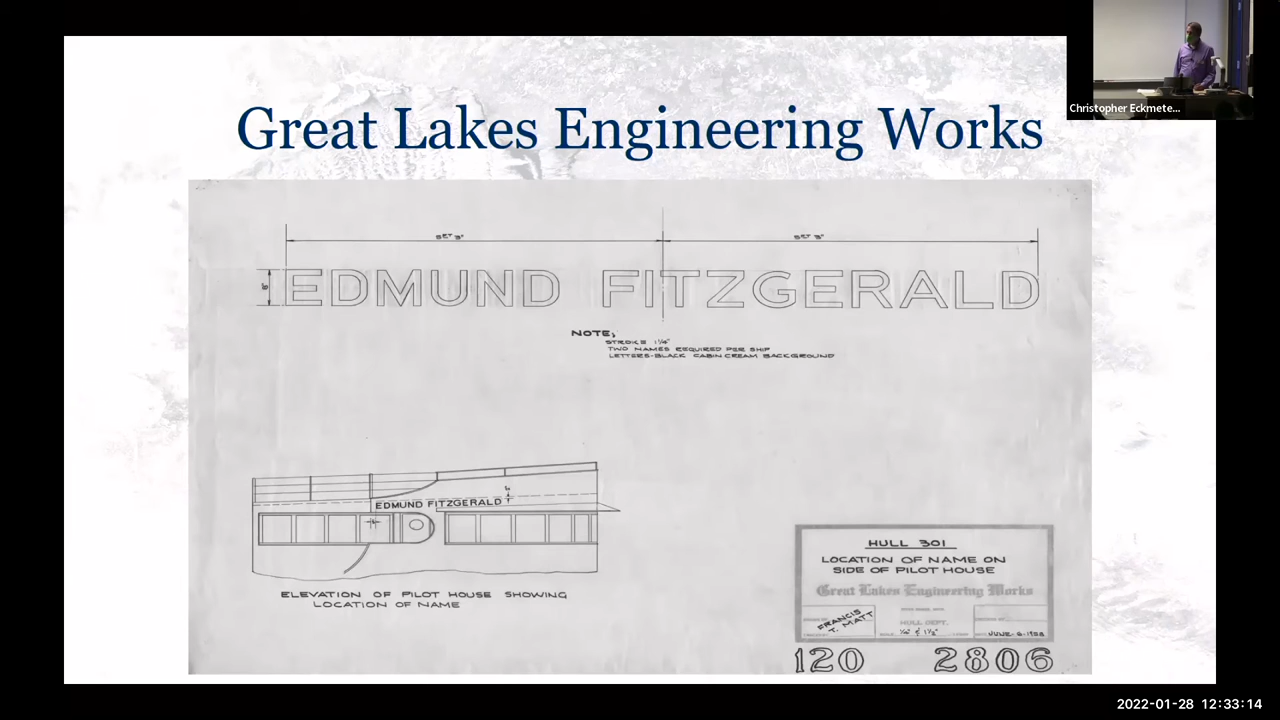 Christopher Eckmete...
Great Lakes Engineering Works
EDMUND FITZGERALD
NOTE;
STROKE 1¼"
TWO NAMES REQUIRED PER SHIP
LETTERS-BLACK CABIN CREAM BACKGROUND
EDMUND FITZGERALD
ELEVATION OF PILOT HOUSE SHOWING
LOCATION OF NAME
HULL 301
LOCATION OF NAME ON
SIDE OF PILOT HOUSE
Great Lakes Engineering Works
HULL DEPT.
FRANCIS
T. MATT
120 2806
2022-01-28 12:33:14